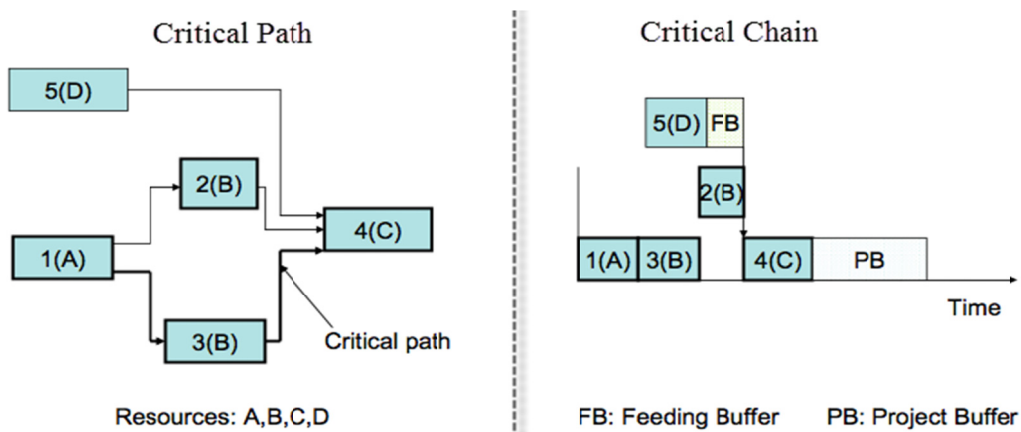 Critical Path
5(D)
2(B)
4(C)
1(A)
3(B)
Critical path
Resources: A,B,C,D
Critical Chain
5(D) FB
2(B)
1(A) 3(B) 4(C) PB
Time
FB: Feeding Buffer PB: Project Buffer